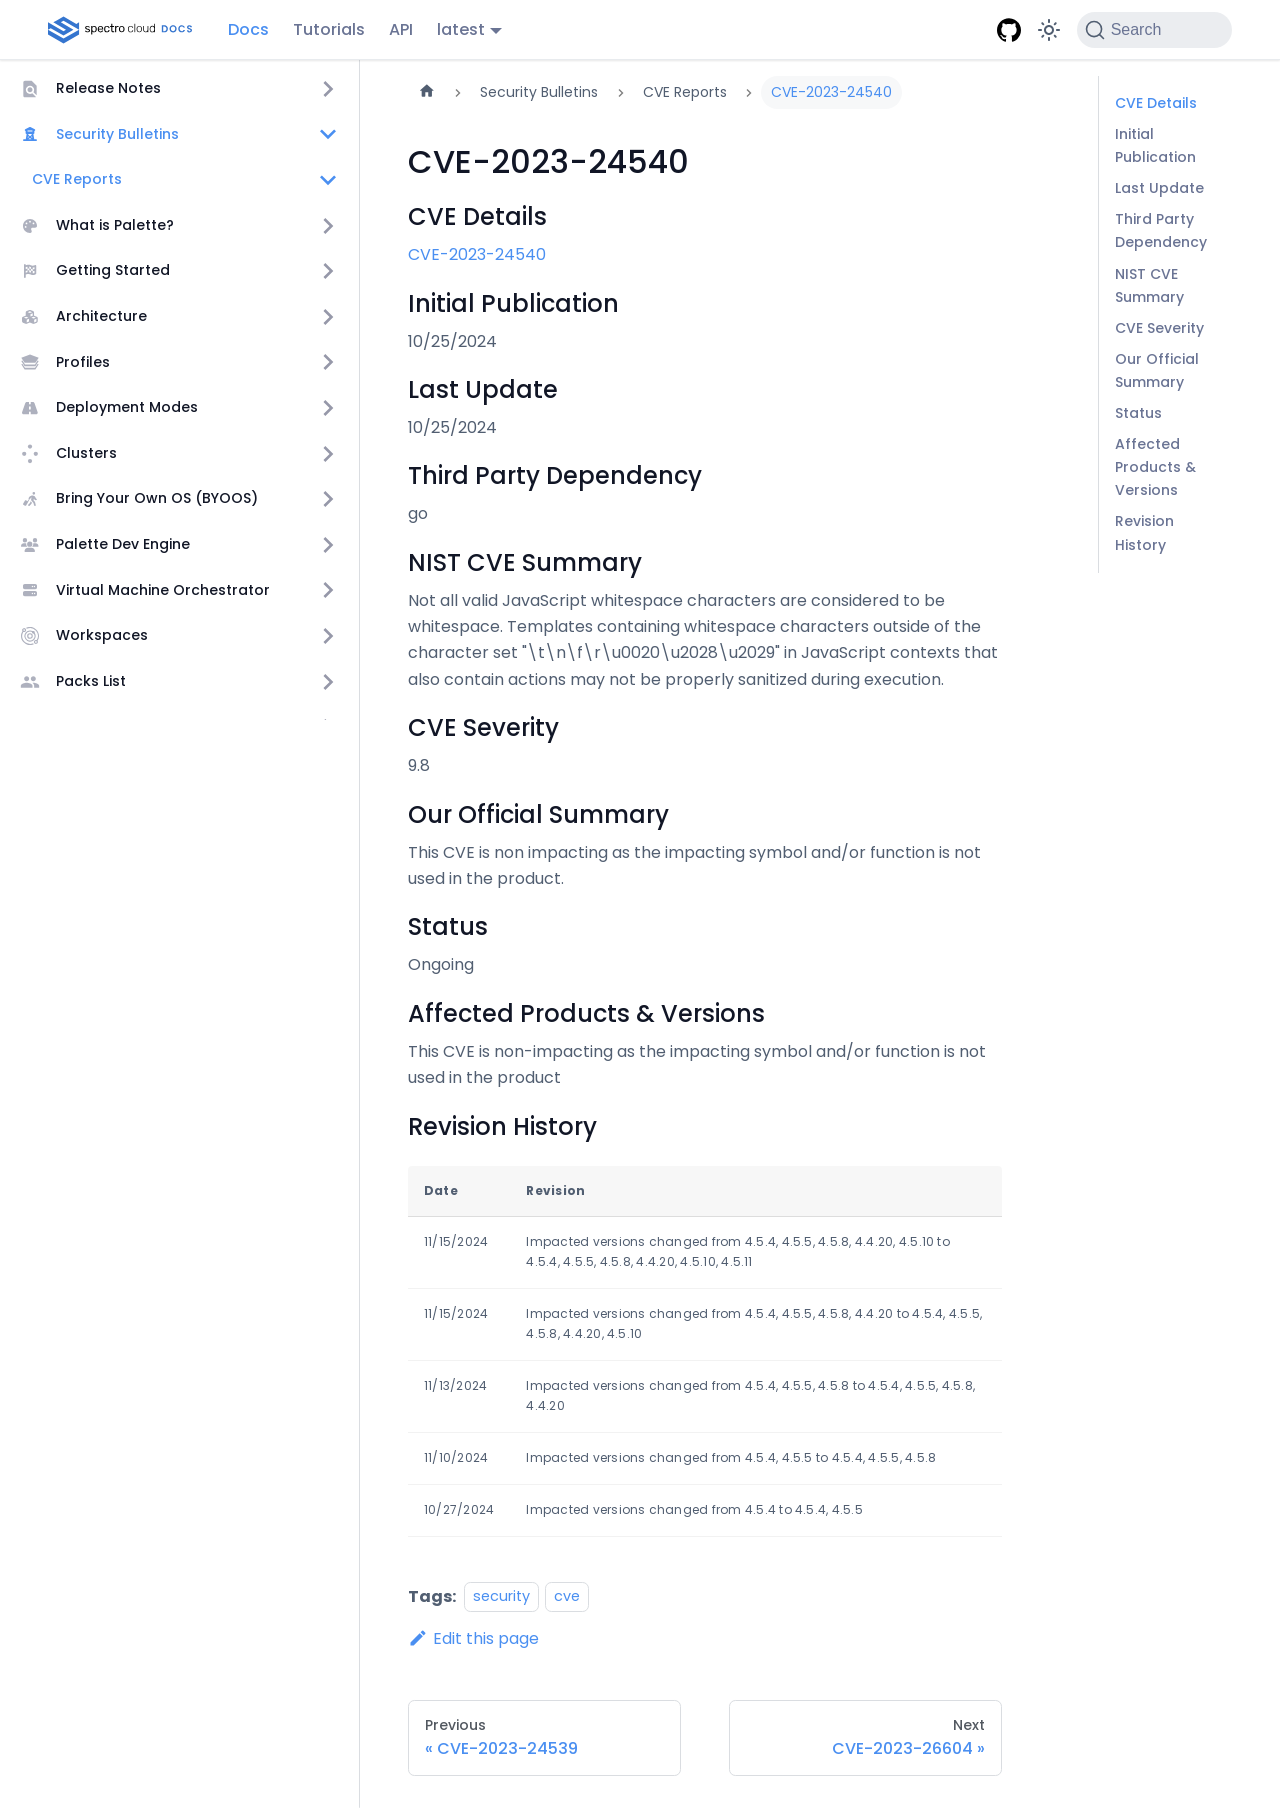 spectro cloud DOCS Docs Tutorials API latest Search
Release Notes
Security Bulletins
CVE Reports
What is Palette?
Getting Started
Architecture
Profiles
Deployment Modes
Clusters
Bring Your Own OS (BYOOS)
Palette Dev Engine
Virtual Machine Orchestrator
Workspaces
Packs List
Security Bulletins
CVE Reports
CVE-2023-24540
CVE-2023-24540
CVE Details
CVE-2023-24540
Initial Publication
10/25/2024
Last Update
10/25/2024
Third Party Dependency
go
NIST CVE Summary
Not all valid JavaScript whitespace characters are considered to be
whitespace. Templates containing whitespace characters outside of the
character set "\t\n\f\r\u0020\u2028\u2029" in JavaScript contexts that
also contain actions may not be properly sanitized during execution.
CVE Severity
9.8
Our Official Summary
This CVE is non impacting as the impacting symbol and/or function is not
used in the product.
Status
Ongoing
Affected Products & Versions
This CVE is non-impacting as the impacting symbol and/or function is not
used in the product
Revision History
Date Revision
11/15/2024 Impacted versions changed from 4.5.4, 4.5.5, 4.5.8, 4.4.20, 4.5.10 to
4.5.4, 4.5.5, 4.5.8, 4.4.20, 4.5.10, 4.5.11
11/15/2024 Impacted versions changed from 4.5.4, 4.5.5, 4.5.8, 4.4.20 to 4.5.4, 4.5.5,
4.5.8, 4.4.20, 4.5.10
11/13/2024 Impacted versions changed from 4.5.4, 4.5.5, 4.5.8 to 4.5.4, 4.5.5, 4.5.8,
4.4.20
11/10/2024 Impacted versions changed from 4.5.4, 4.5.5 to 4.5.4, 4.5.5, 4.5.8
10/27/2024 Impacted versions changed from 4.5.4 to 4.5.4, 4.5.5
Tags: security cve
Edit this page
Previous
« CVE-2023-24539
Next
CVE-2023-26604 »
CVE Details
Initial
Publication
Last Update
Third Party
Dependency
NIST CVE
Summary
CVE Severity
Our Official
Summary
Status
Affected
Products &
Versions
Revision
History